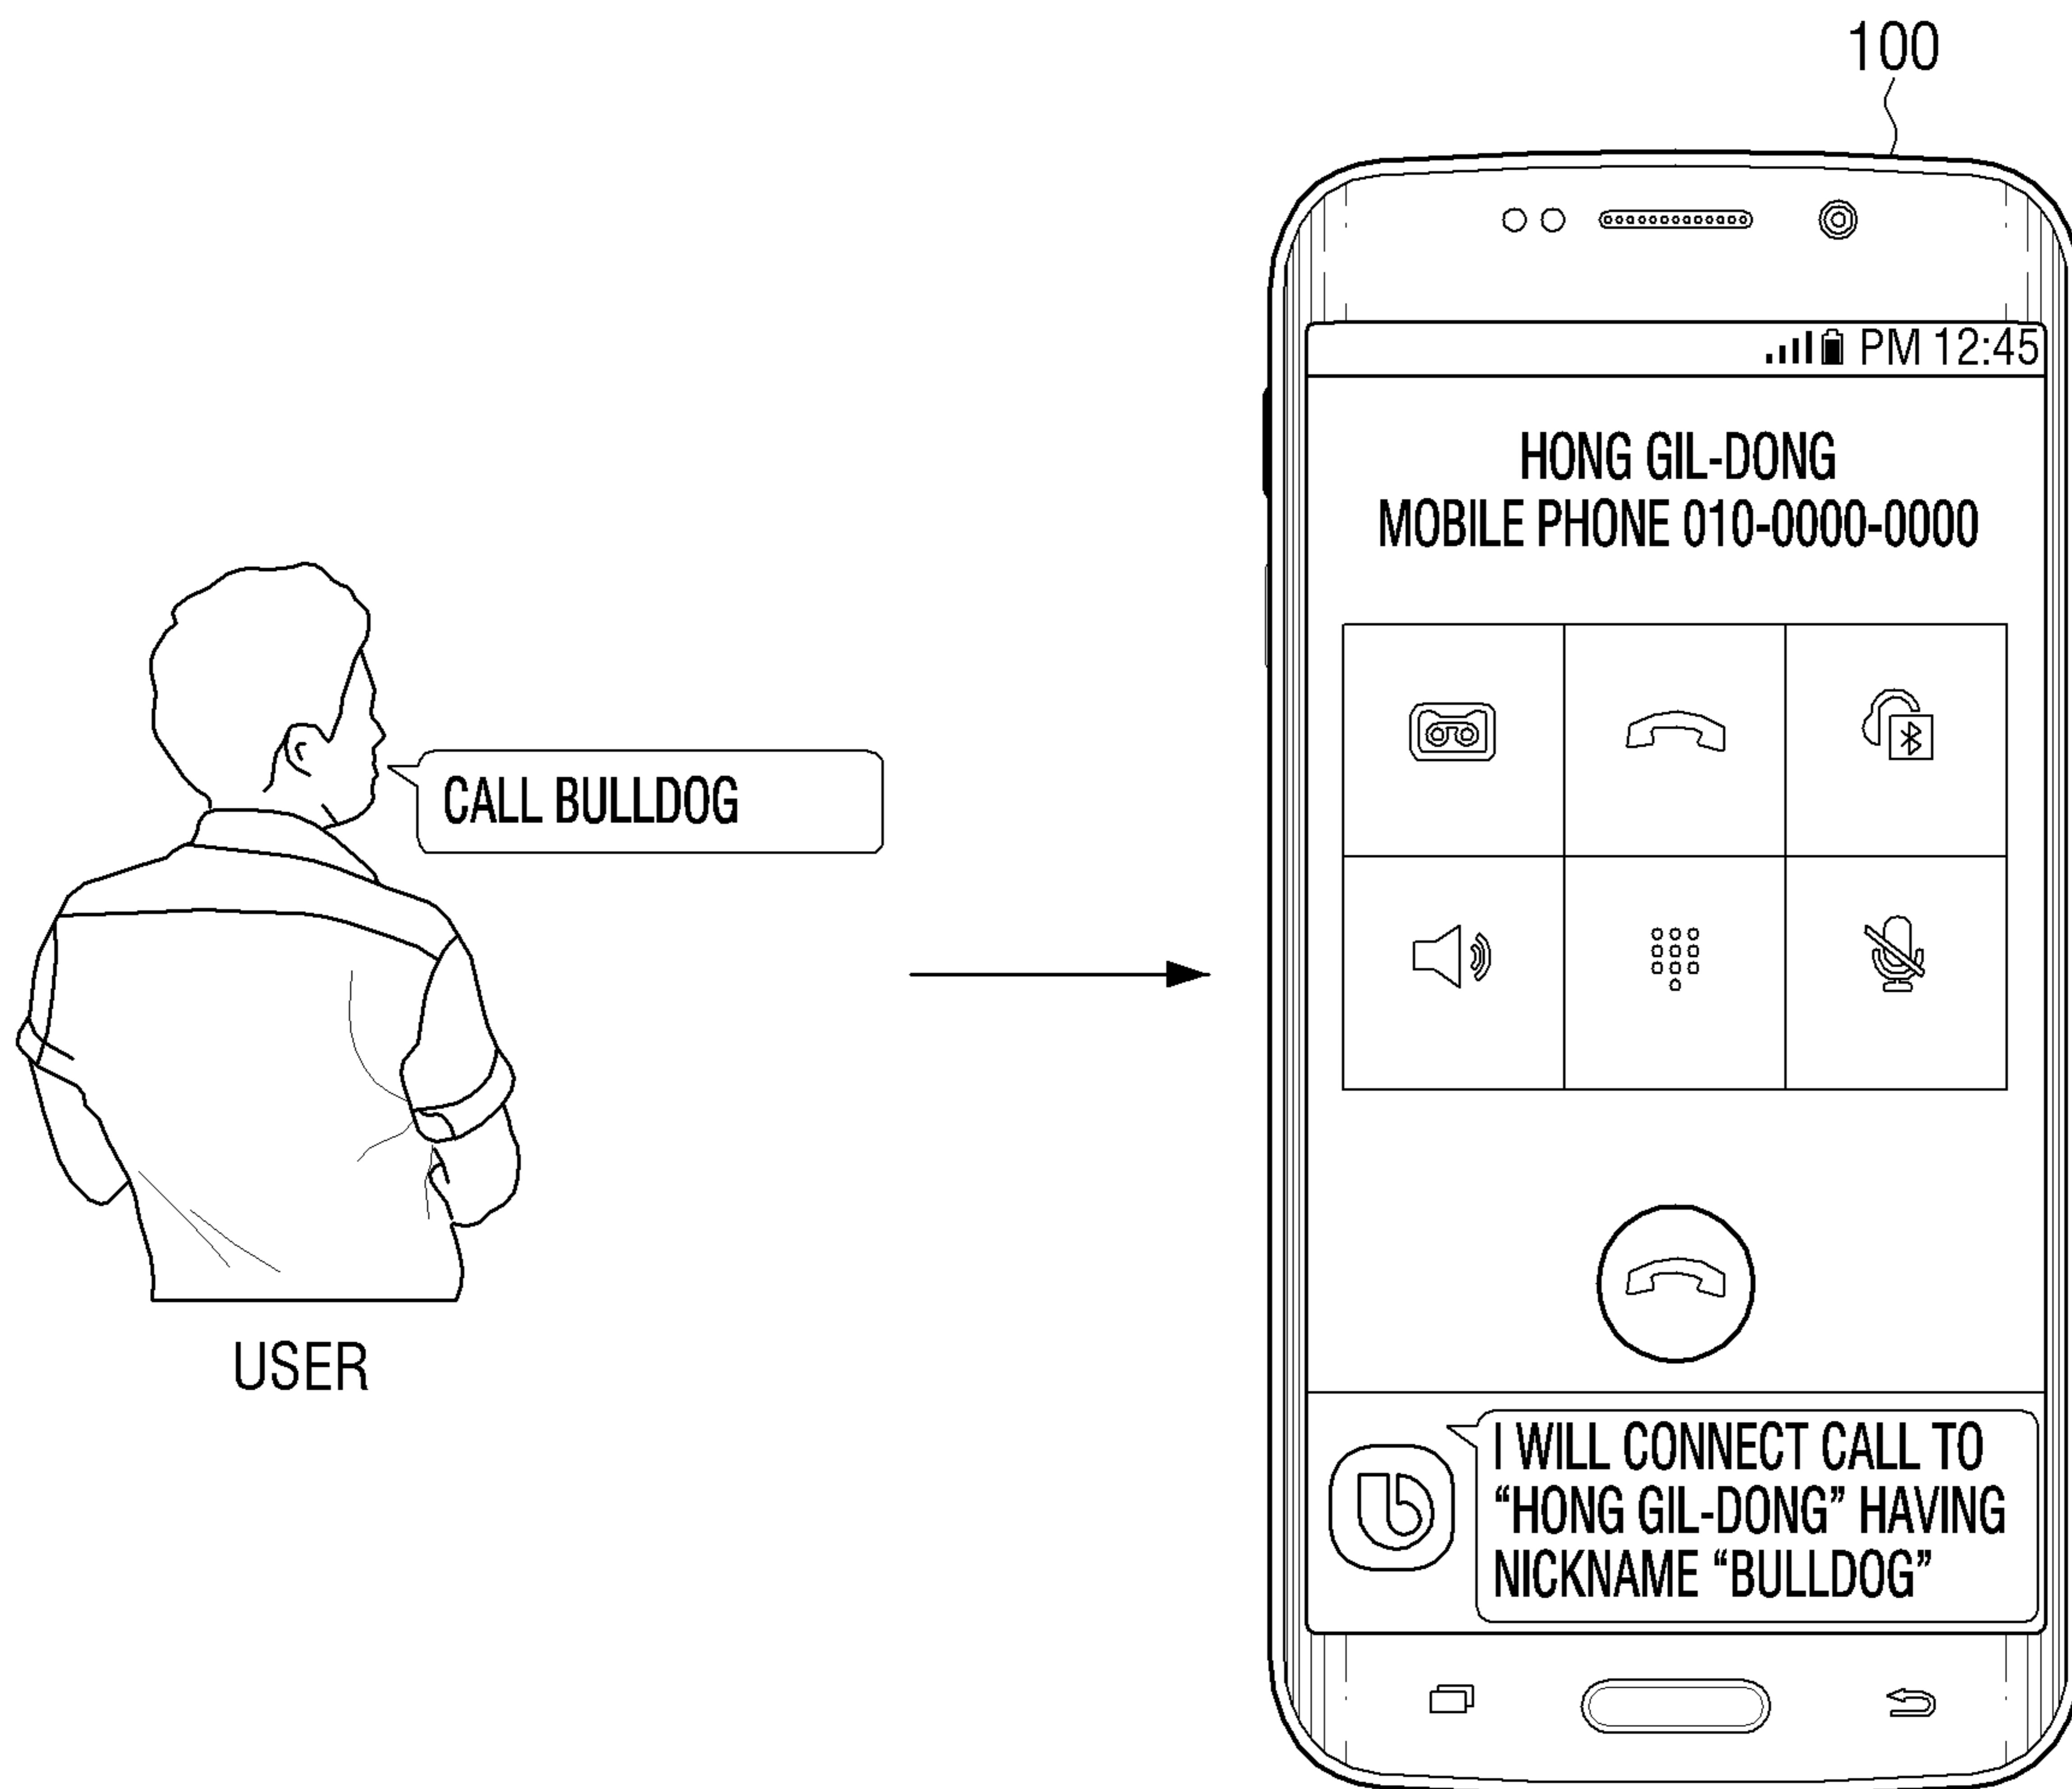 100
PM 12:45
HONG GIL-DONG
MOBILE PHONE 010-0000-0000
CALL BULLDOG
USER
I WILL CONNECT CALL TO
“HONG GIL-DONG” HAVING
NICKNAME “BULLDOG”